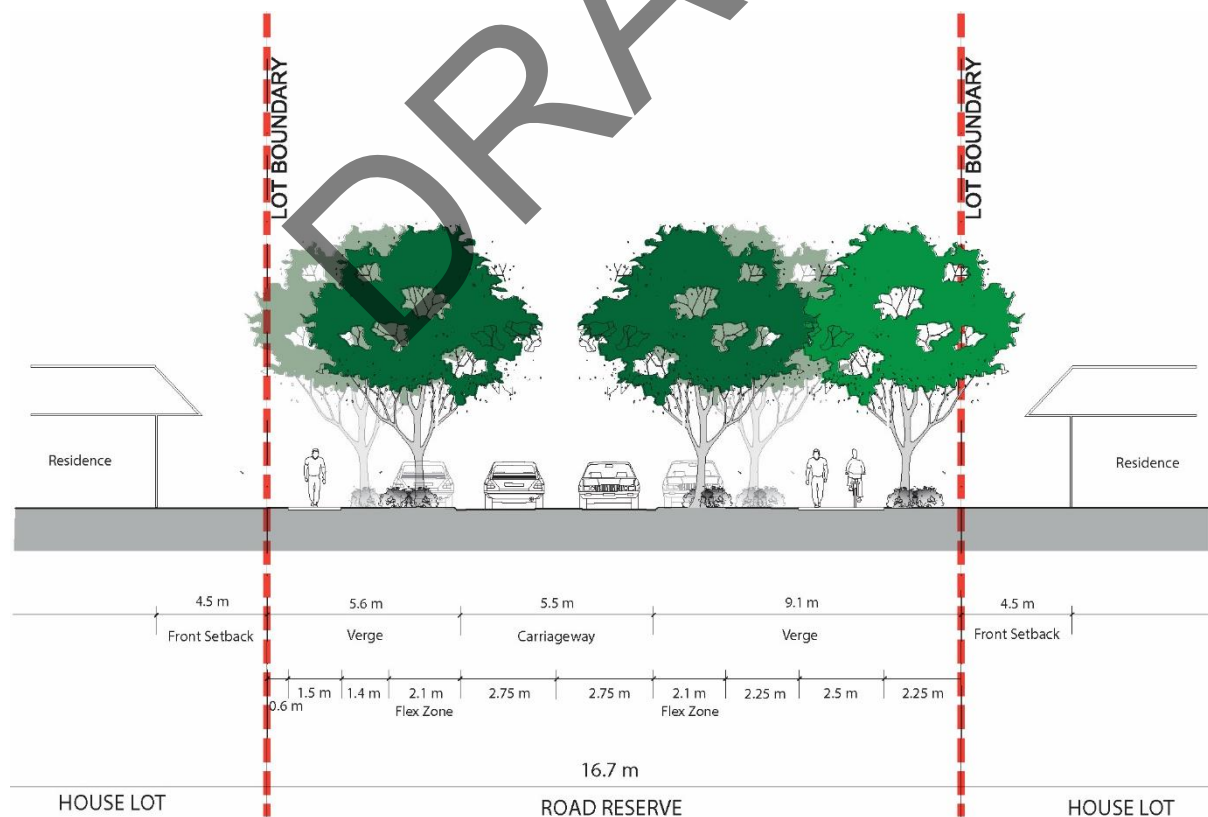 DRA
LOT BOUNDARY
LOT BOUNDARY
Residence
Residence
4.5 m
5.6 m
5.5 m
9.1 m
4.5 m
Front Setback
Verge
Carriageway
Verge
Front Setback
0.6 m
1.5 m
1.4 m
2.1 m
2.75 m
2.75 m
2.1 m
2.25 m
2.5 m
2.25 m
Flex Zone
Flex Zone
16.7 m
HOUSE LOT
ROAD RESERVE
HOUSE LOT